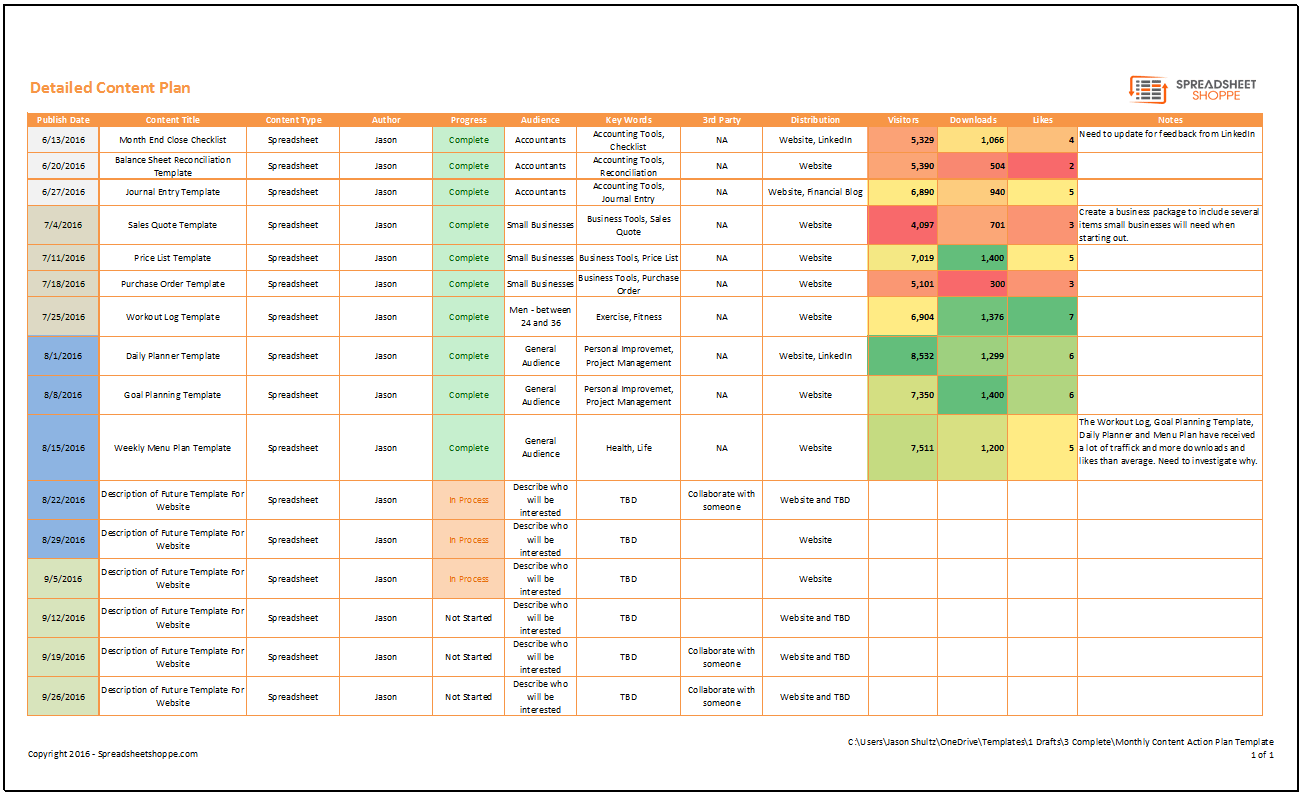 Detailed Content Plan
SPREADSHEET
SHOPPE
Publish Date Content Title Content Type Author Progress Audience Key Words 3rd Party Distribution Visitors Downloads Likes Notes
6/13/2016 Month End Close Checklist Spreadsheet Jason Complete Accountants Accounting Tools, Checklist NA Website, LinkedIn 5,329 1,066 4 Need to update for feedback from LinkedIn
6/20/2016 Balance Sheet Reconciliation Template Spreadsheet Jason Complete Accountants Accounting Tools, Reconciliation NA Website 5,390 504 2
6/27/2016 Journal Entry Template Spreadsheet Jason Complete Accountants Accounting Tools, Journal Entry NA Website, Financial Blog 6,890 940 5
7/4/2016 Sales Quote Template Spreadsheet Jason Complete Small Businesses Business Tools, Sales Quote NA Website 4,097 701 3 Create a business package to include several items small businesses will need when starting out.
7/11/2016 Price List Template Spreadsheet Jason Complete Small Businesses Business Tools, Price List NA Website 7,019 1,400 5
7/18/2016 Purchase Order Template Spreadsheet Jason Complete Small Businesses Business Tools, Purchase Order NA Website 5,101 300 3
7/25/2016 Workout Log Template Spreadsheet Jason Complete Men - between 24 and 36 Exercise, Fitness NA Website 6,904 1,376 7
8/1/2016 Daily Planner Template Spreadsheet Jason Complete General Audience Personal Improvemet, Project Management NA Website, LinkedIn 8,532 1,299 6
8/8/2016 Goal Planning Template Spreadsheet Jason Complete General Audience Personal Improvemet, Project Management NA Website 7,350 1,400 6
8/15/2016 Weekly Menu Plan Template Spreadsheet Jason Complete General Audience Health, Life NA Website 7,511 1,200 5 The Workout Log, Goal Planning Template, Daily Planner and Menu Plan have received a lot of traffick and more downloads and likes than average. Need to investigate why.
8/22/2016 Description of Future Template For Website Spreadsheet Jason In Process Describe who will be interested TBD Collaborate with someone Website and TBD
8/29/2016 Description of Future Template For Website Spreadsheet Jason In Process Describe who will be interested TBD Website
9/5/2016 Description of Future Template For Website Spreadsheet Jason In Process Describe who will be interested TBD Website
9/12/2016 Description of Future Template For Website Spreadsheet Jason Not Started Describe who will be interested TBD Website and TBD
9/19/2016 Description of Future Template For Website Spreadsheet Jason Not Started Describe who will be interested TBD Collaborate with someone Website and TBD
9/26/2016 Description of Future Template For Website Spreadsheet Jason Not Started Describe who will be interested TBD Collaborate with someone Website and TBD
C:\Users\Jason Shultz\OneDrive\Templates\1 Drafts\3 Complete\Monthly Content Action Plan Template
Copyright 2016 - Spreadsheetshoppe.com
1 of 1